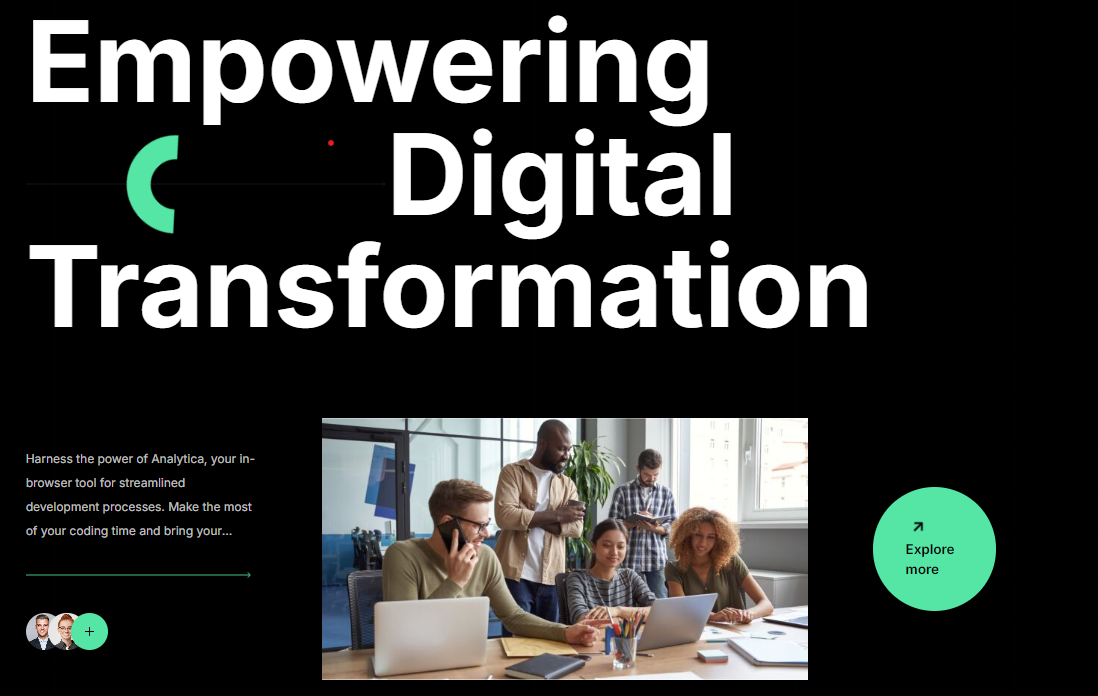 Empowering
Digital
Transformation
Harness the power of Analytica, your in-
browser tool for streamlined
development processes. Make the most
of your coding time and bring your...
Explore
more
+